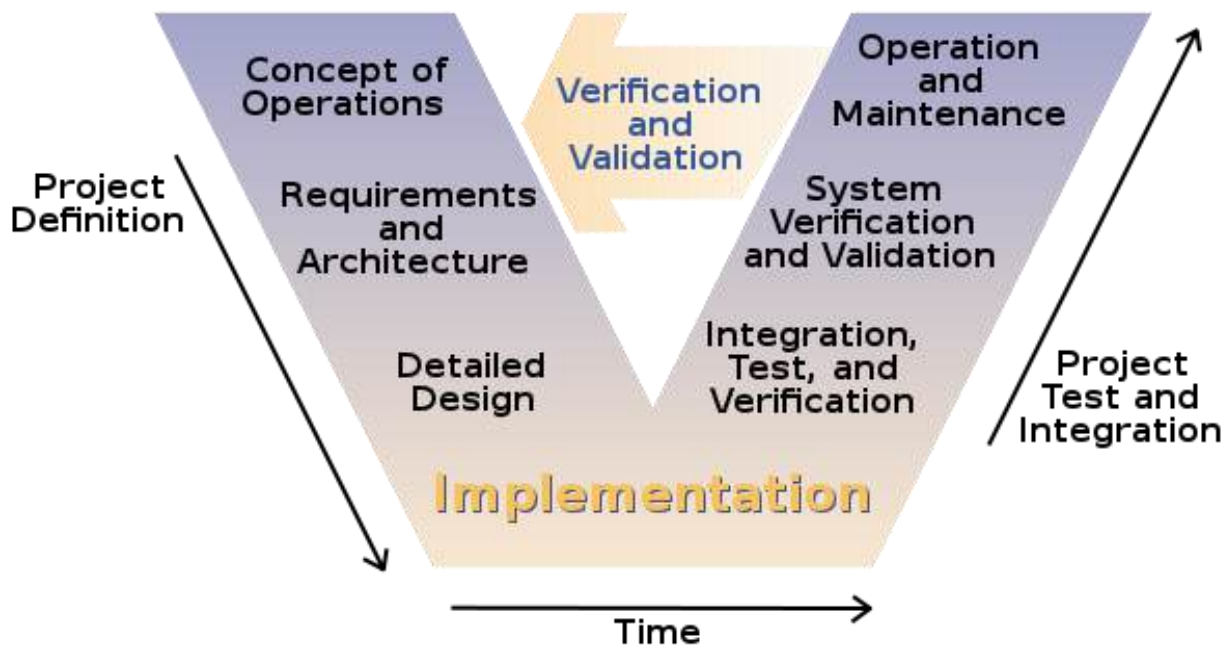 Concept of
Operations
Verification
and
Validation
Operation
and
Maintenance
Project
Definition
Requirements
and
Architecture
System
Verification
and Validation
Detailed
Design
Integration,
Test, and
Verification
Project
Test and
Integration
Implementation
Time